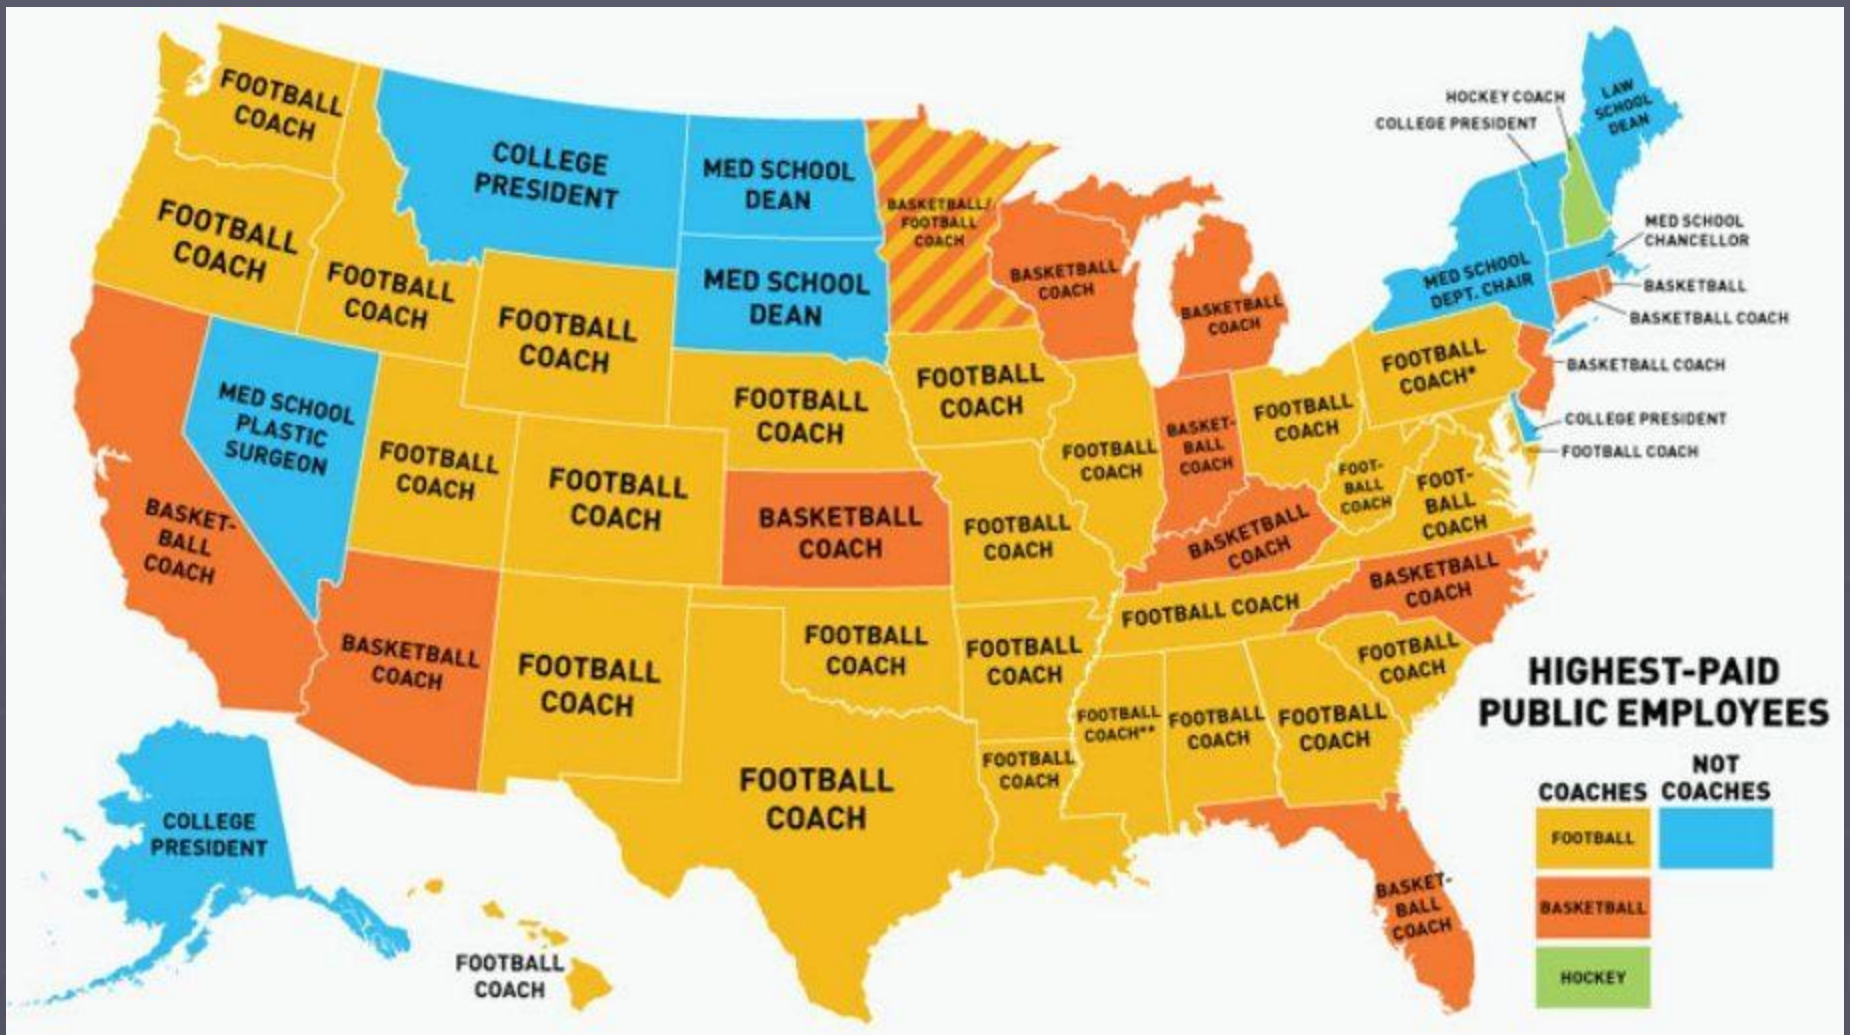 FOOTBALL
COACH
FOOTBALL
COACH
FOOTBALL
COACH
COLLEGE
PRESIDENT
MED SCHOOL
DEAN
MED SCHOOL
DEAN
BASKETBALL/
FOOTBALL
COACH
BASKETBALL
COACH
BASKETBALL
COACH
HOCKEY COACH
COLLEGE PRESIDENT
LAW
SCHOOL
DEAN
MED SCHOOL
DEPT. CHAIR
MED SCHOOL
CHANCELLOR
BASKETBALL
BASKETBALL COACH
BASKETBALL COACH
COLLEGE PRESIDENT
FOOTBALL COACH
FOOTBALL
COACH
MED SCHOOL
PLASTIC
SURGEON
FOOTBALL
COACH
FOOTBALL
COACH
FOOTBALL
COACH
FOOTBALL
COACH
FOOTBALL
COACH
BASKET-
BALL
COACH
FOOTBALL
COACH
FOOTBALL
COACH*
FOOT-
BALL
COACH
FOOT-
BALL
COACH
BASKET-
BALL
COACH
BASKETBALL
COACH
FOOTBALL
COACH
BASKETBALL
COACH
FOOTBALL
COACH
BASKETBALL
COACH
BASKETBALL
COACH
FOOTBALL
COACH
FOOTBALL
COACH
FOOTBALL
COACH
FOOTBALL COACH
FOOTBALL
COACH
FOOTBALL
COACH
FOOTBALL
COACH
FOOTBALL
COACH**
FOOTBALL
COACH
FOOTBALL
COACH
BASKET-
BALL
COACH
COLLEGE
PRESIDENT
FOOTBALL
COACH
HIGHEST-PAID
PUBLIC EMPLOYEES
COACHES
NOT
COACHES
FOOTBALL
BASKETBALL
HOCKEY